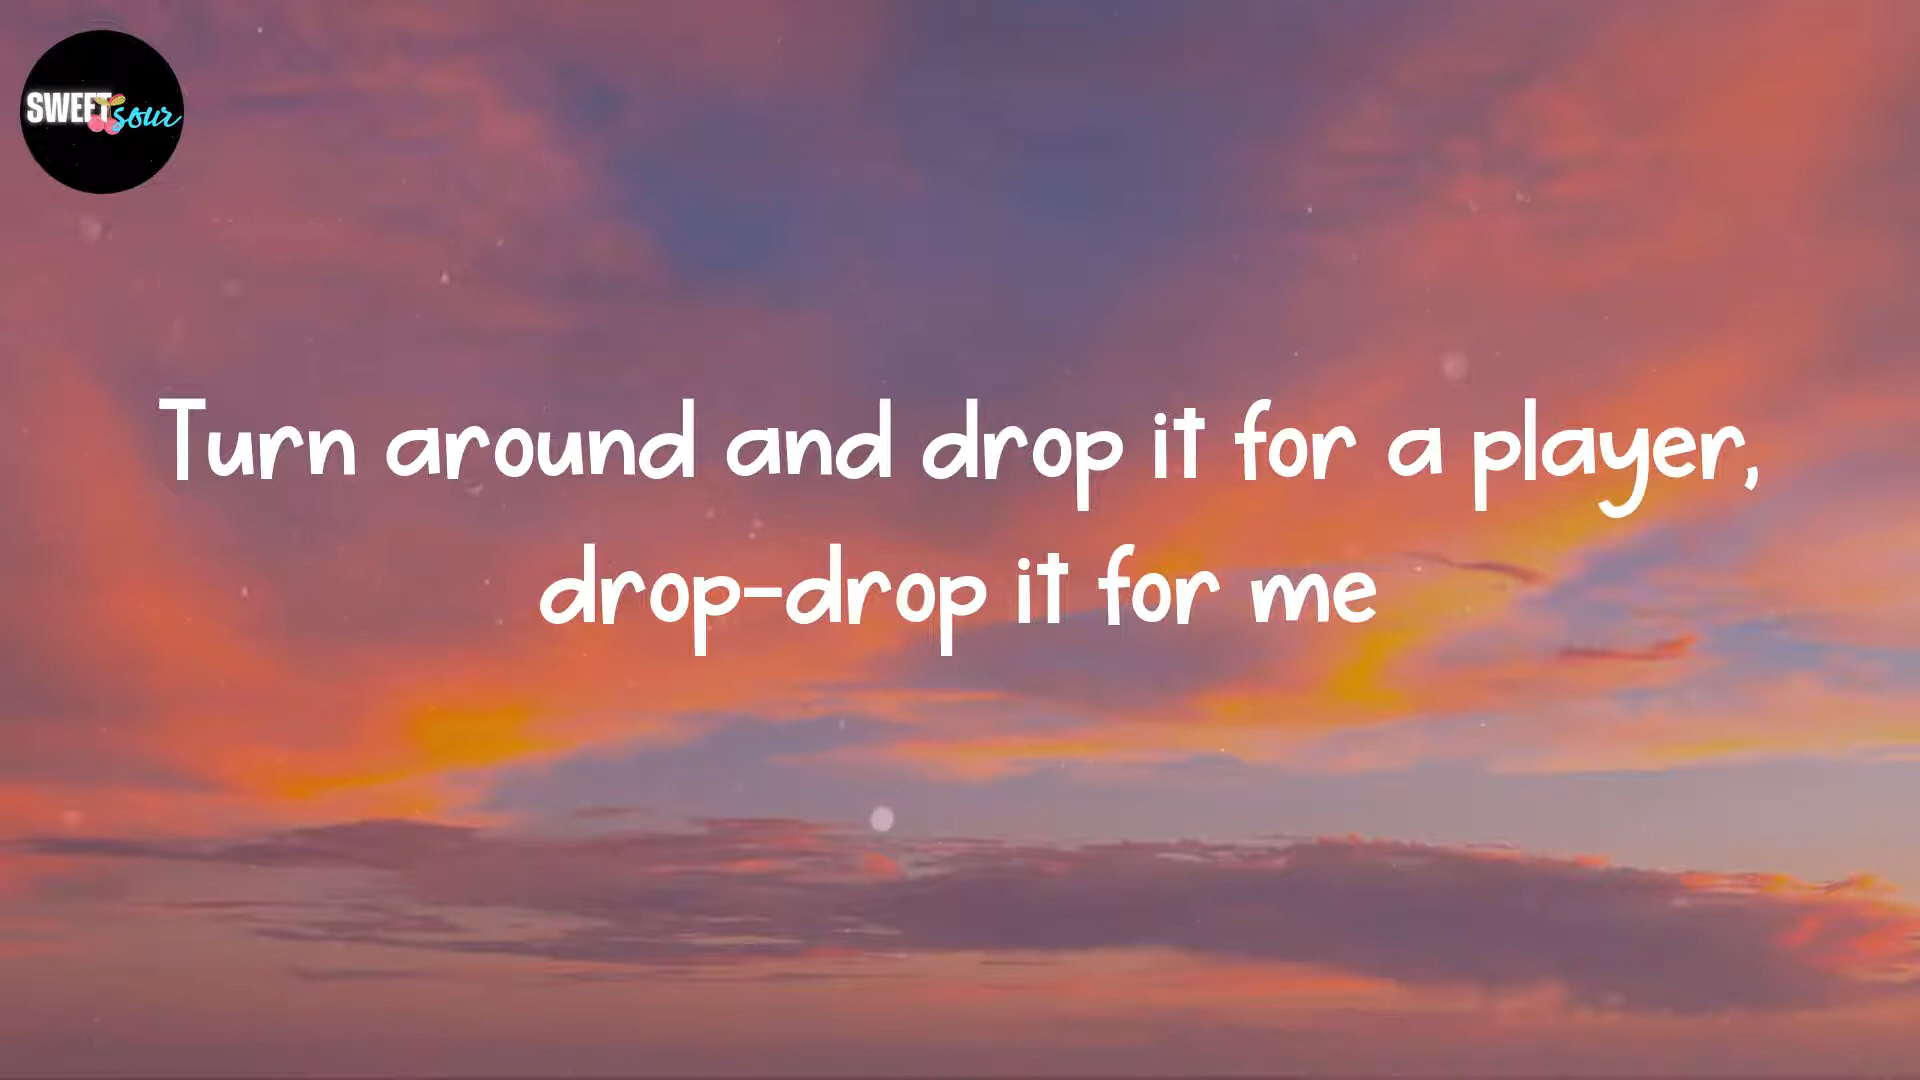 SWEET sour
Turn around and drop it for a player,
drop-drop it for me